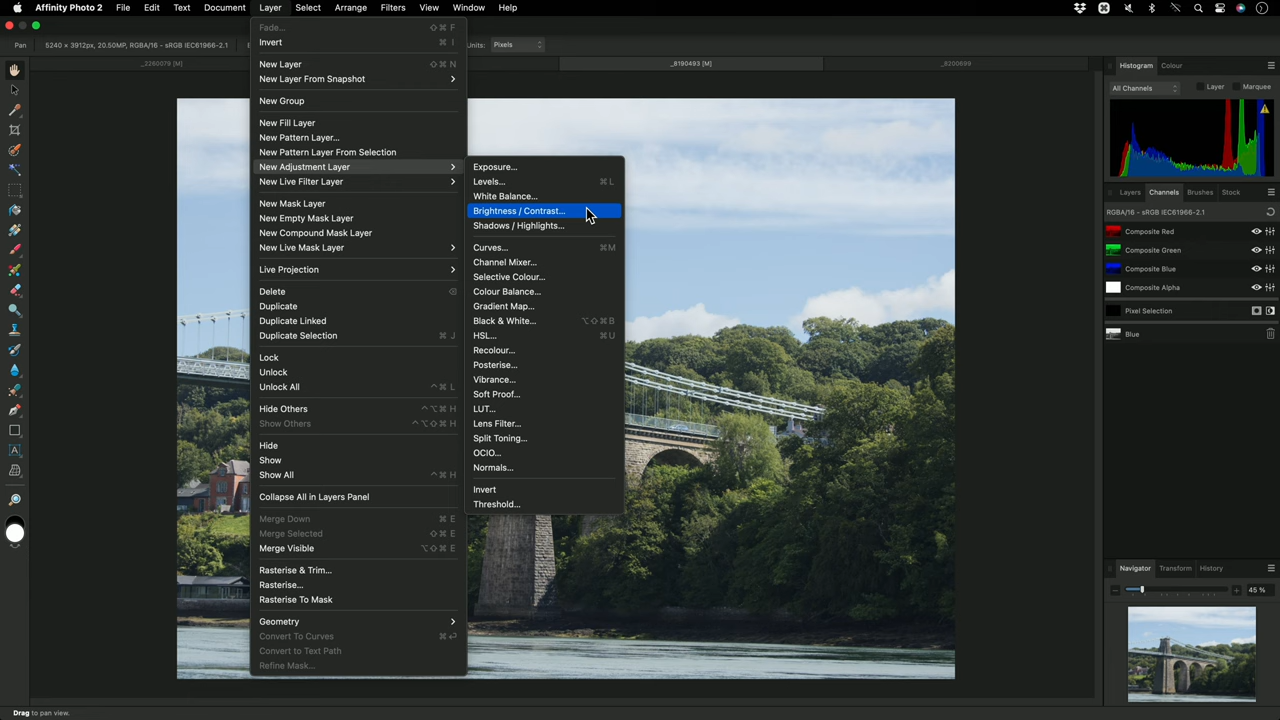 Affinity Photo 2 File Edit Text Document Layer Select Arrange Filters View Window Help
Pan 5240 × 3912px, 20.50MP, RGBA/16 - sRGB IEC61966-2.1 Units: Pixels
_2260079 [M] _8190493 [M] _8200699
Fade... ⇧⌘ F
Invert ⌘ I
New Layer ⇧⌘ N
New Layer From Snapshot
New Group
New Fill Layer
New Pattern Layer...
New Pattern Layer From Selection
New Adjustment Layer
New Live Filter Layer
New Mask Layer
New Empty Mask Layer
New Compound Mask Layer
New Live Mask Layer
Live Projection
Delete ⌫
Duplicate
Duplicate Linked
Duplicate Selection ⌘ J
Lock
Unlock
Unlock All ^⌘ L
Hide Others ^⌥⌘ H
Show Others ^⌥⇧⌘ H
Hide
Show
Show All ^⌘ H
Collapse All in Layers Panel
Merge Down ⌘ E
Merge Selected ⇧⌘ E
Merge Visible ⌥⇧⌘ E
Rasterise & Trim...
Rasterise...
Rasterise To Mask
Geometry
Convert To Curves ⌘↩
Convert to Text Path
Refine Mask...
Exposure...
Levels... ⌘ L
White Balance...
Brightness / Contrast...
Shadows / Highlights...
Curves... ⌘M
Channel Mixer...
Selective Colour...
Colour Balance...
Gradient Map...
Black & White... ⌥⇧⌘B
HSL... ⌘U
Recolour...
Posterise...
Vibrance...
Soft Proof...
LUT...
Lens Filter...
Split Toning...
OCIO...
Normals...
Invert
Threshold...
Histogram Colour
All Channels Layer Marquee
Layers Channels Brushes Stock
RGBA/16 - sRGB IEC61966-2.1
Composite Red
Composite Green
Composite Blue
Composite Alpha
Pixel Selection
Blue
Navigator Transform History
45 %
Drag to pan view.